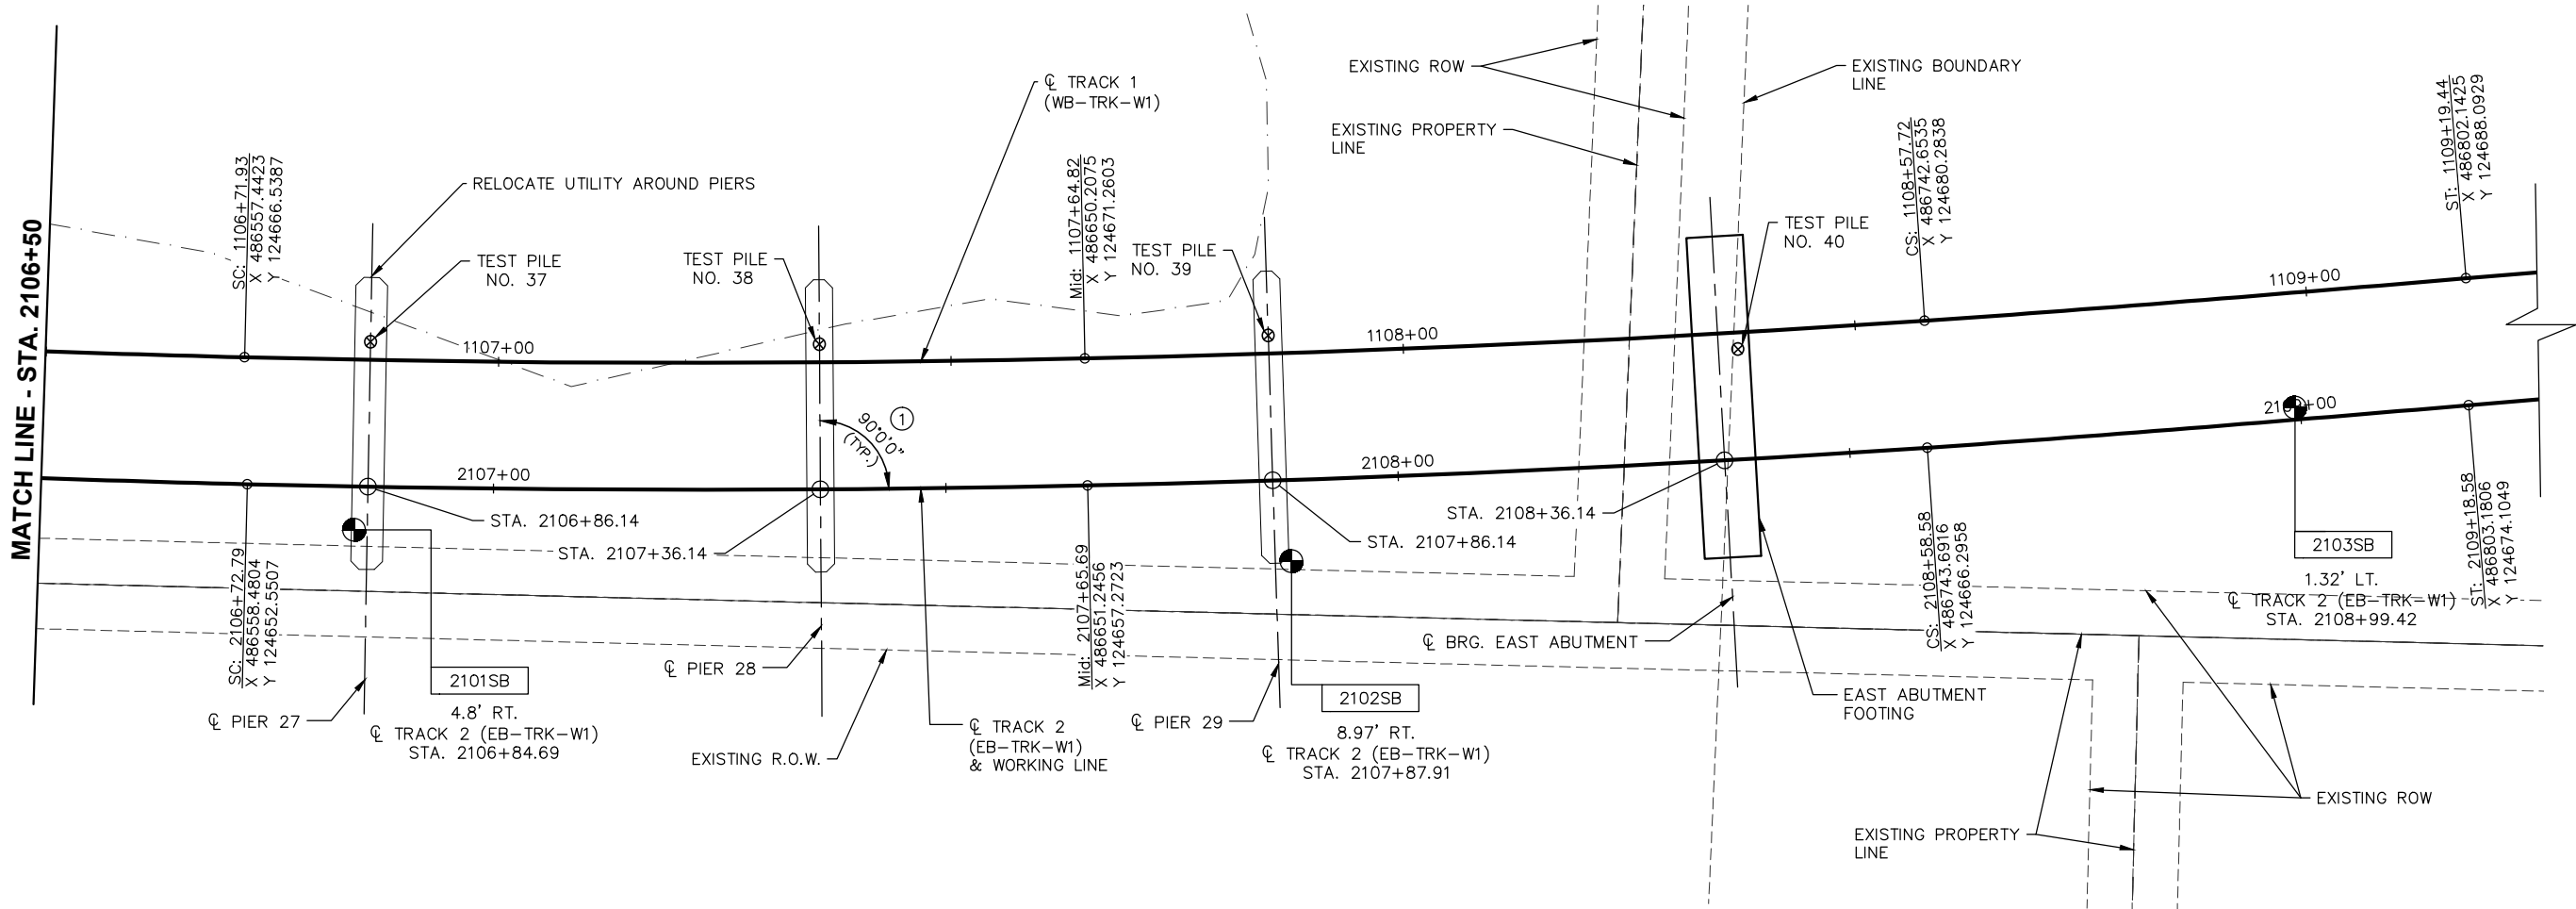 MATCH LINE - STA. 2106+50
SC: 1106+71.93
X 486557.4423
Y 124666.5387
RELOCATE UTILITY AROUND PIERS
TEST PILE
NO. 37
1107+00
TEST PILE
NO. 38
℄ TRACK 1
(WB-TRK-W1)
Mid: 1107+64.82
X 486650.2075
Y 124671.2603
TEST PILE
NO. 39
EXISTING ROW
EXISTING PROPERTY
LINE
1108+00
EXISTING BOUNDARY
LINE
TEST PILE
NO. 40
CS: 1108+57.72
X 486742.6535
Y 124680.2838
1109+00
ST: 1109+19.44
X 486802.1425
Y 124688.0929
90°0'0"
(TYP.)
1
2107+00
2108+00
STA. 2106+86.14
STA. 2107+36.14
STA. 2107+86.14
STA. 2108+36.14
SC: 2106+72.79
X 486558.4804
Y 124652.5507
℄ PIER 27
2101SB
4.8' RT.
℄ TRACK 2 (EB-TRK-W1)
STA. 2106+84.69
℄ PIER 28
EXISTING R.O.W.
℄ TRACK 2
(EB-TRK-W1)
& WORKING LINE
Mid: 2107+65.69
X 486651.2456
Y 124657.2723
℄ PIER 29
2102SB
8.97' RT.
℄ TRACK 2 (EB-TRK-W1)
STA. 2107+87.91
℄ BRG. EAST ABUTMENT
EAST ABUTMENT
FOOTING
CS: 2108+58.58
X 486743.6916
Y 124666.2958
2103SB
1.32' LT.
℄ TRACK 2 (EB-TRK-W1)
STA. 2108+99.42
ST: 2109+18.58
X 486803.1806
Y 124674.1049
EXISTING ROW
EXISTING PROPERTY
LINE